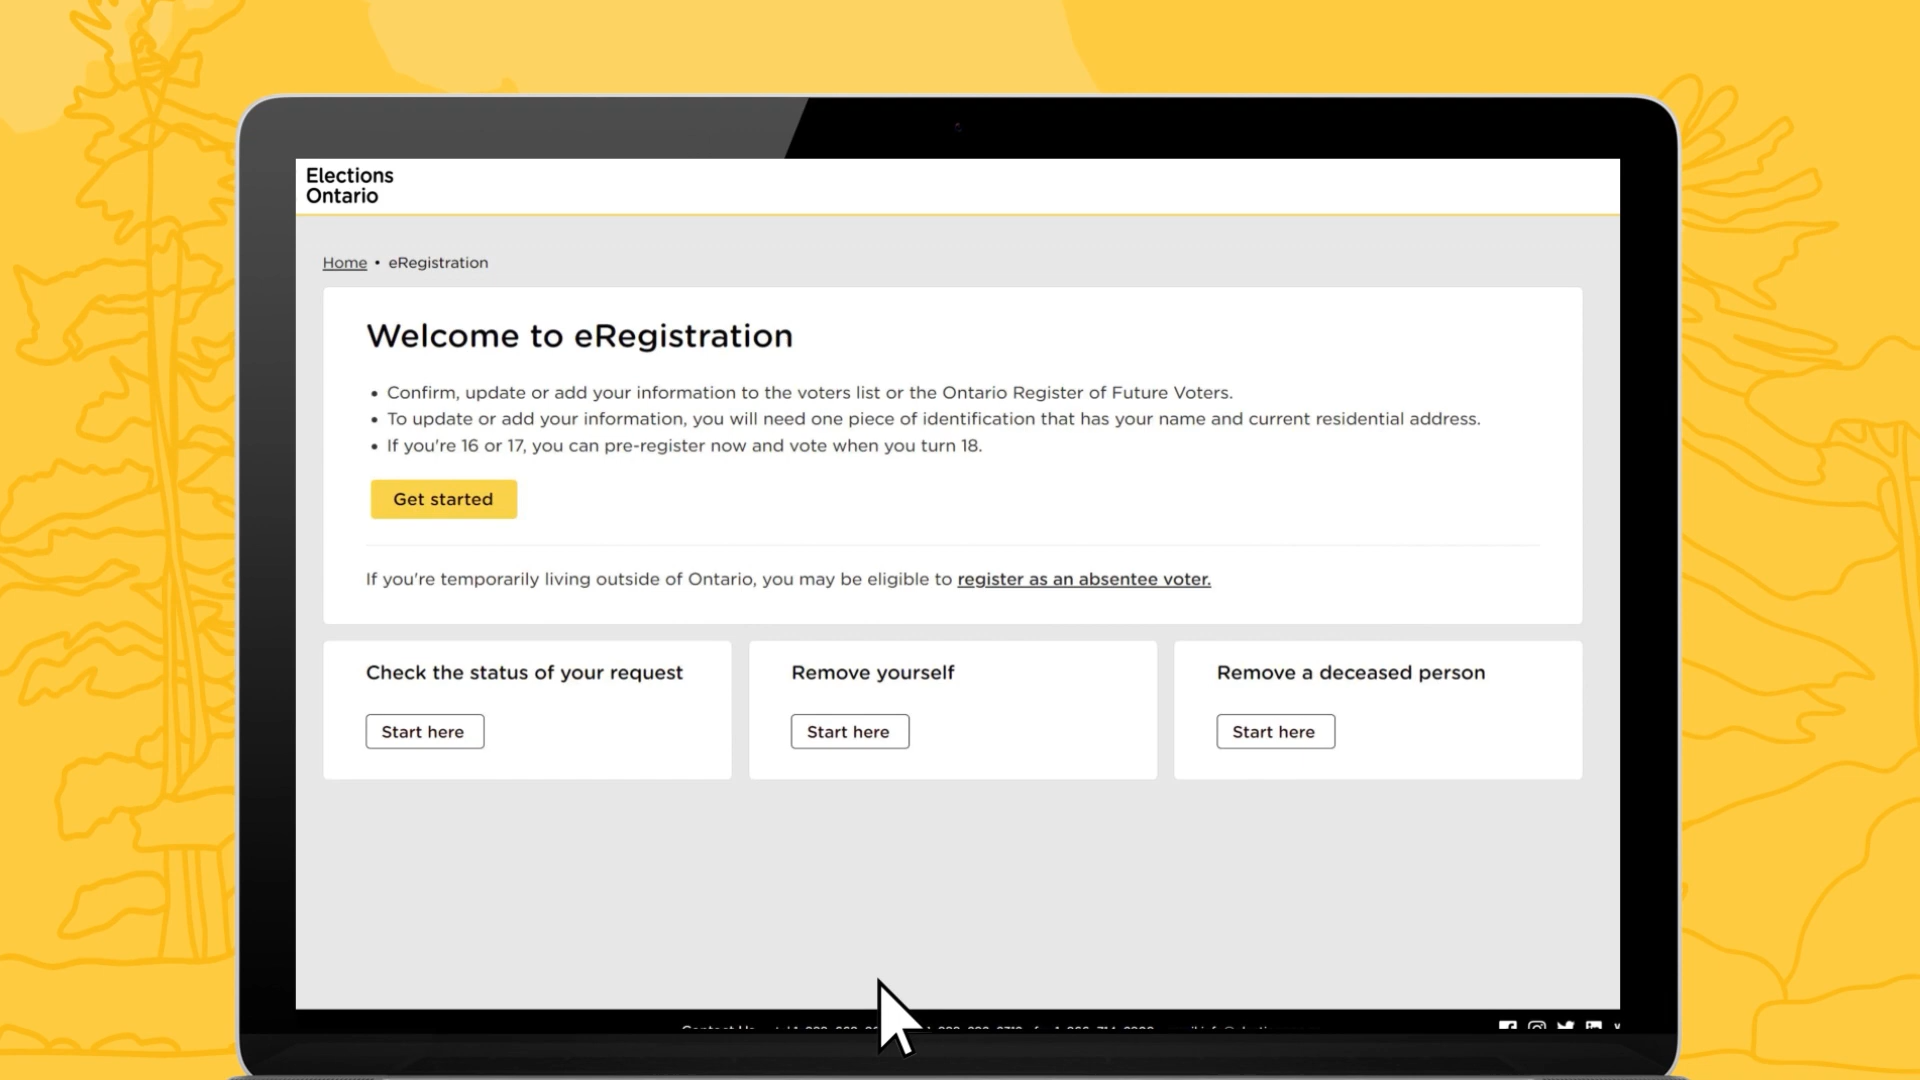 Elections
Ontario
Home • eRegistration
Welcome to eRegistration
• Confirm, update or add your information to the voters list or the Ontario Register of Future Voters.
• To update or add your information, you will need one piece of identification that has your name and current residential address.
• If you're 16 or 17, you can pre-register now and vote when you turn 18.
Get started
If you're temporarily living outside of Ontario, you may be eligible to register as an absentee voter.
Check the status of your request
Remove yourself
Remove a deceased person
Start here
Start here
Start here
Contact Us